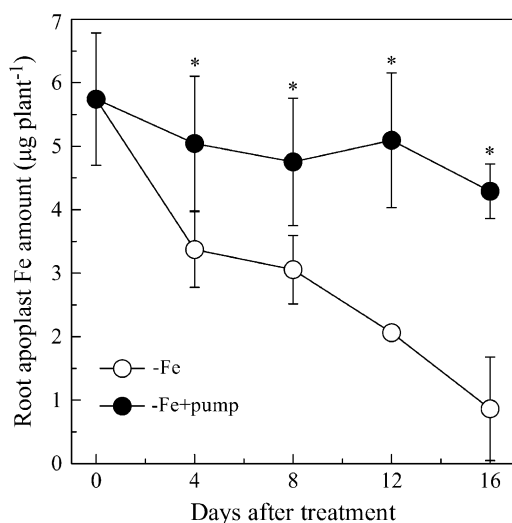 7
6
5
4
3
2
1
0
Root apoplast Fe amount (µg plant⁻¹)
*
*
*
*
-Fe
-Fe+pump
0 4 8 12 16
Days after treatment